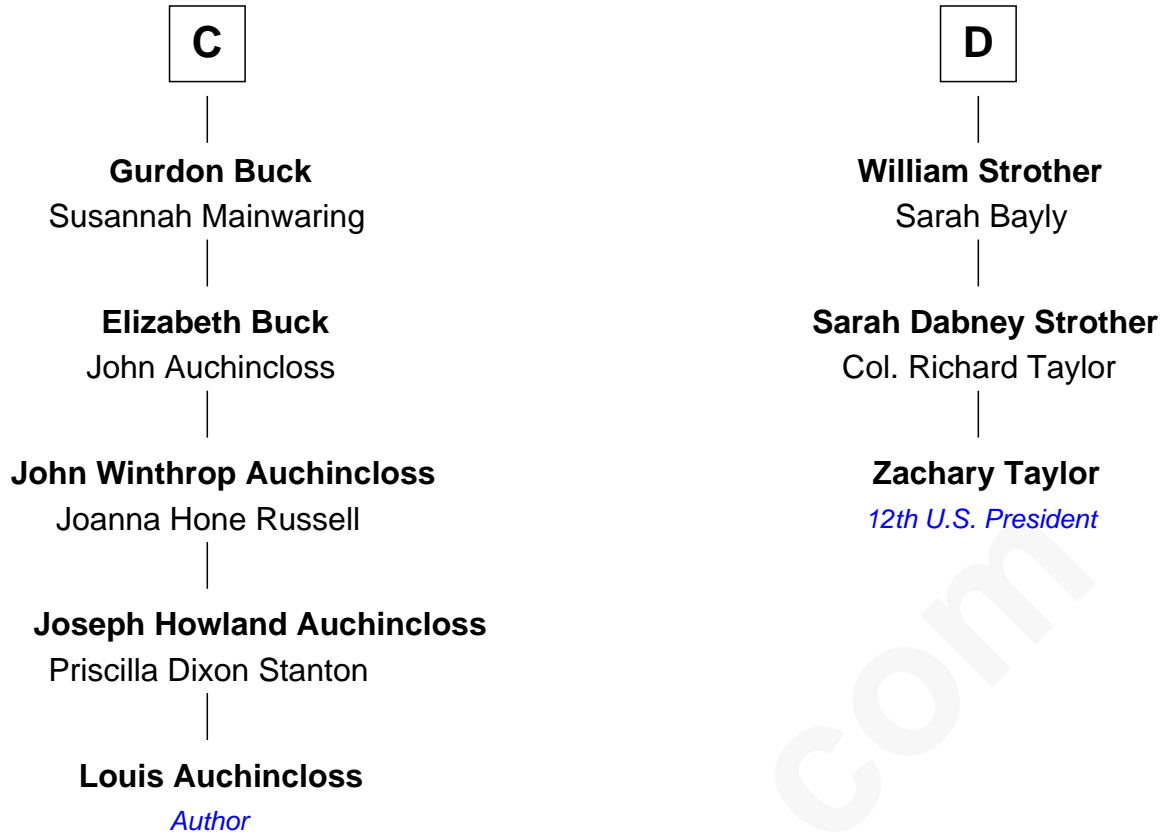 C
Gurdon Buck
Susannah Mainwaring
Elizabeth Buck
John Auchincloss
John Winthrop Auchincloss
Joanna Hone Russell
Joseph Howland Auchincloss
Priscilla Dixon Stanton
Louis Auchincloss
Author
D
William Strother
Sarah Bayly
Sarah Dabney Strother
Col. Richard Taylor
Zachary Taylor
12th U.S. President
com